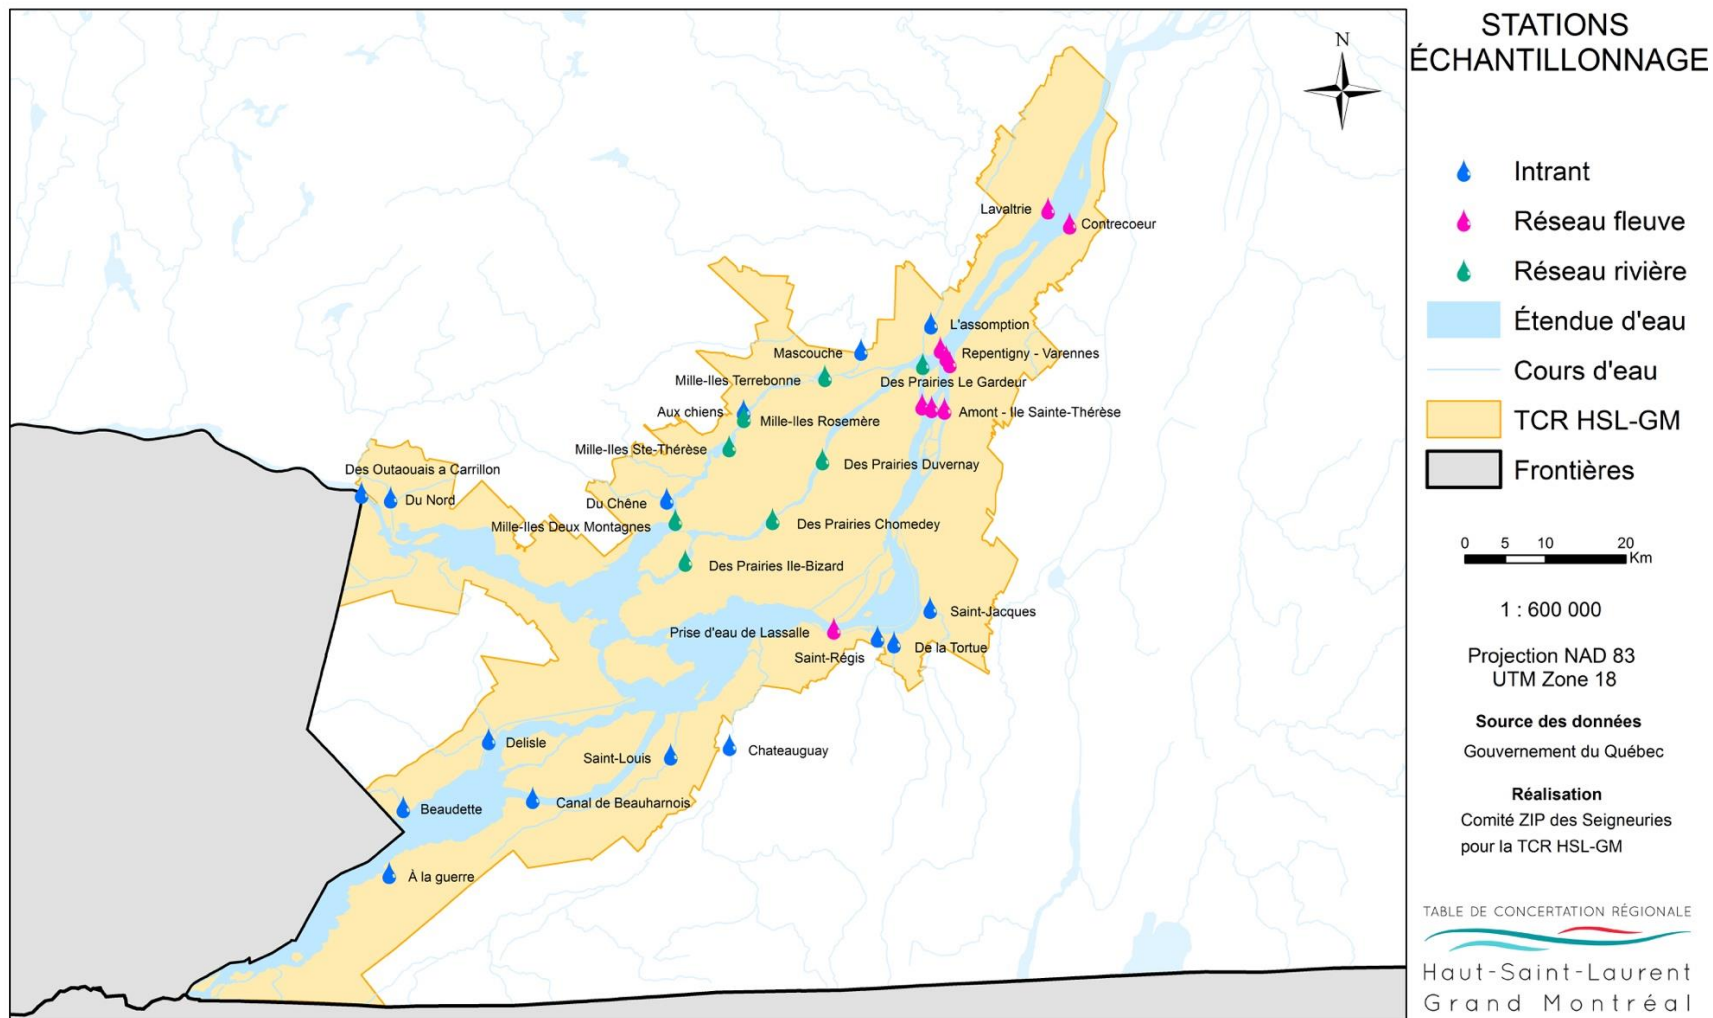 STATIONS
ÉCHANTILLONNAGE
N
Intrant
Réseau fleuve
Réseau rivière
Étendue d'eau
Cours d'eau
TCR HSL-GM
Frontières
0 5 10 20
Km
1 : 600 000
Projection NAD 83
UTM Zone 18
Source des données
Gouvernement du Québec
Réalisation
Comité ZIP des Seigneuries
pour la TCR HSL-GM
TABLE DE CONCERTATION RÉGIONALE
Haut-Saint-Laurent
Grand Montréal
Lavaltrie
Contrecoeur
L'assomption
Mascouche
Repentigny - Varennes
Mille-Iles Terrebonne
Des Prairies Le Gardeur
Aux chiens
Amont - Ile Sainte-Thérèse
Mille-Iles Rosemère
Mille-Iles Ste-Thérèse
Des Prairies Duvernay
Des Outaouais a Carrillon
Du Nord
Du Chêne
Mille-Iles Deux Montagnes
Des Prairies Chomedey
Des Prairies Ile-Bizard
Saint-Jacques
Prise d'eau de Lassalle
De la Tortue
Saint-Régis
Delisle
Chateauguay
Saint-Louis
Canal de Beauharnois
Beaudette
À la guerre